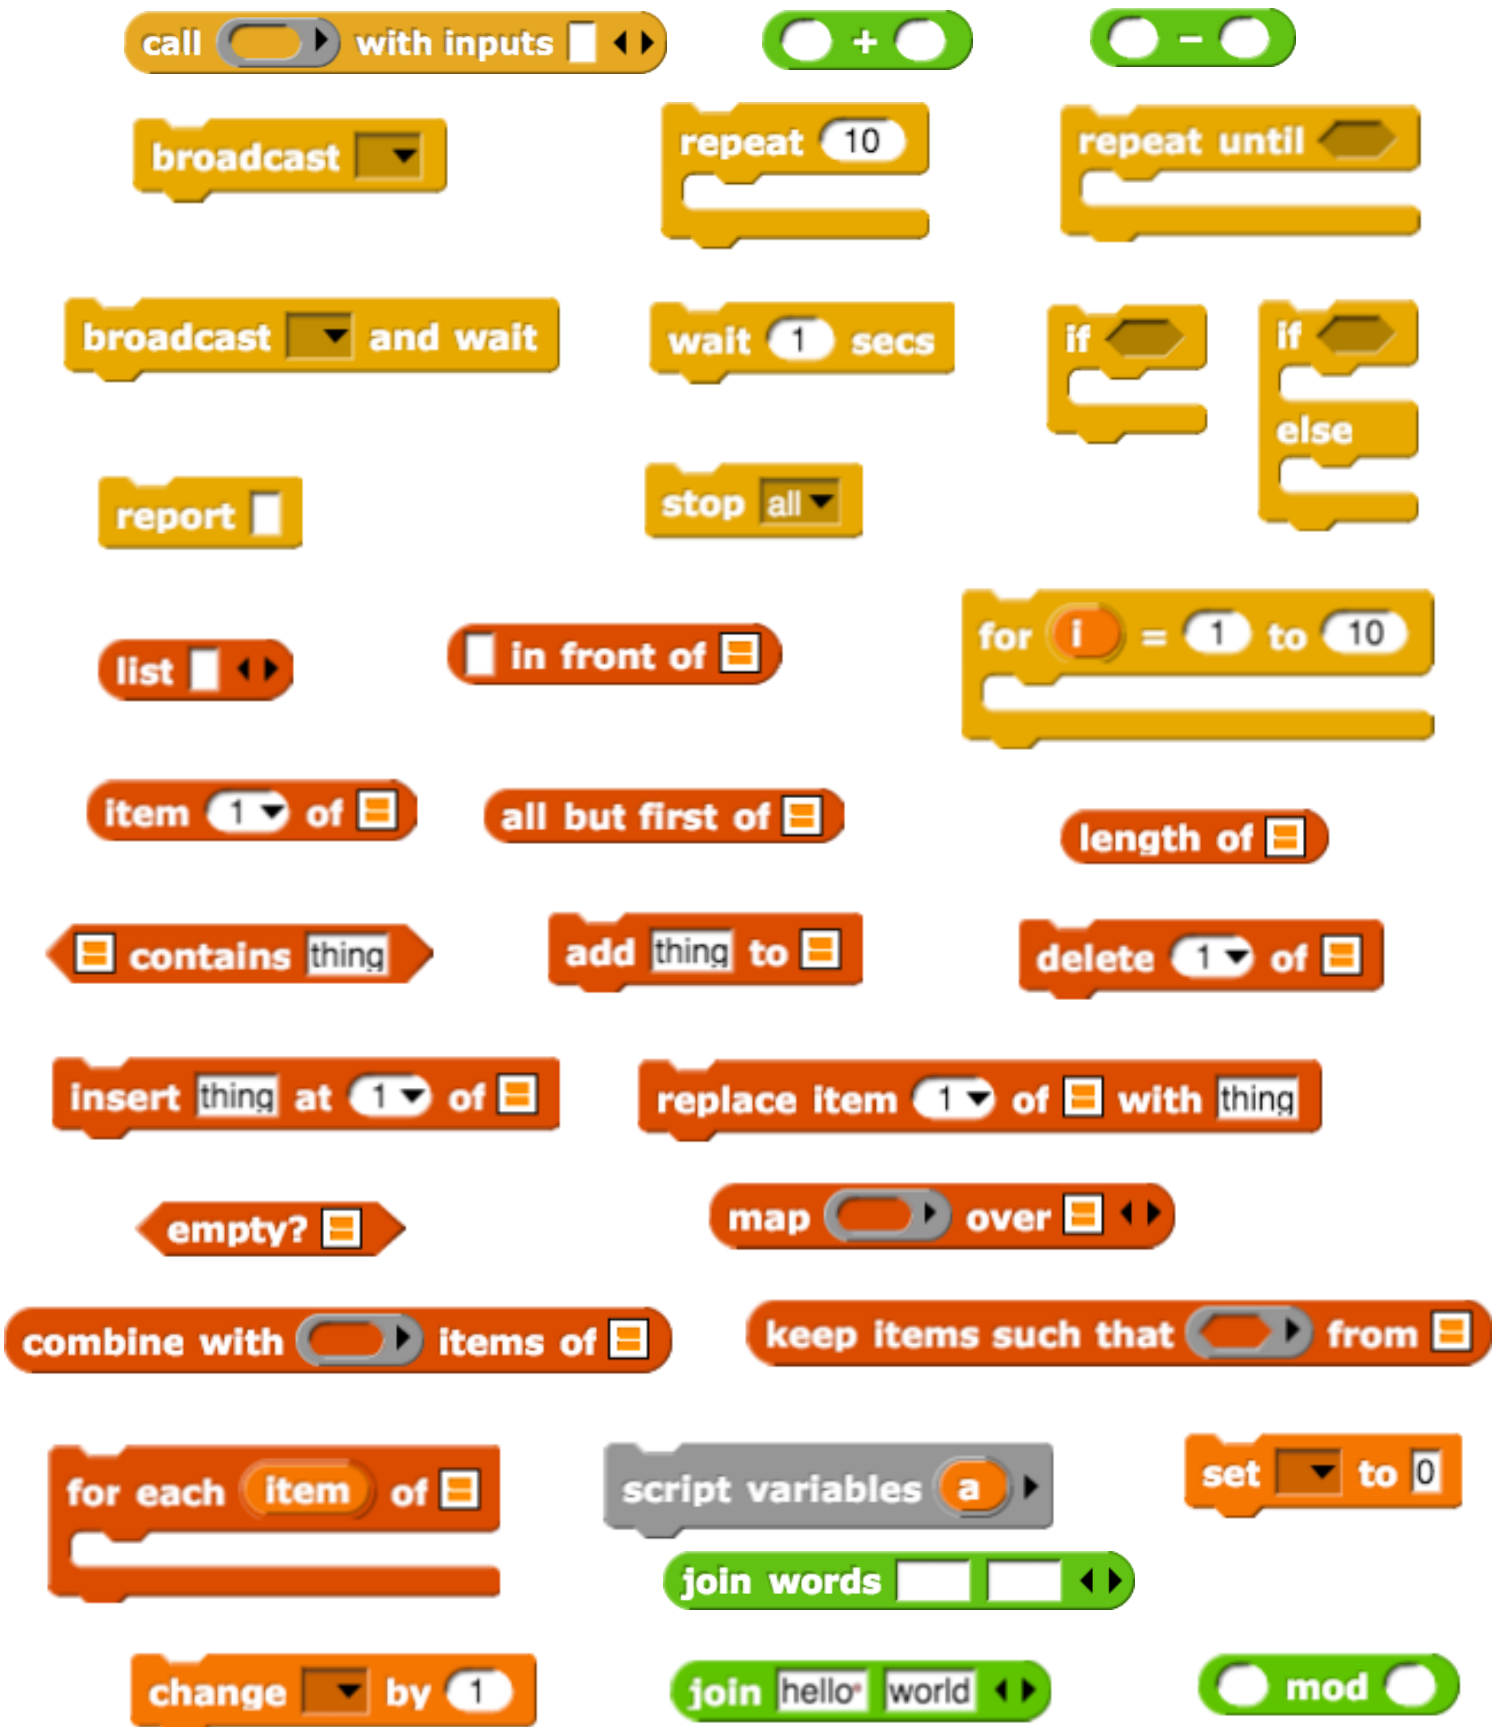 call with inputs
+
−
broadcast
repeat 10
repeat until
broadcast and wait
wait 1 secs
if
if
else
report
stop all
for i = 1 to 10
list
in front of
item 1 of
all but first of
length of
contains thing
add thing to
delete 1 of
insert thing at 1 of
replace item 1 of with thing
empty?
map over
combine with items of
keep items such that from
for each item of
script variables a
set to 0
join words
change by 1
join hello world
mod